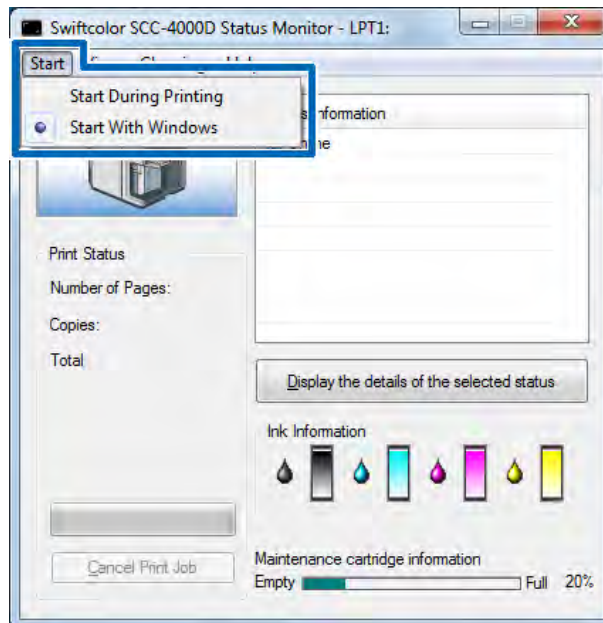 Swiftcolor SCC-4000D Status Monitor - LPT1:
Start
Start During Printing
Start With Windows
Information
Print Status
Number of Pages:
Copies:
Total
Display the details of the selected status
Ink Information
Cancel Print Job
Maintenance cartridge information
Empty Full 20%